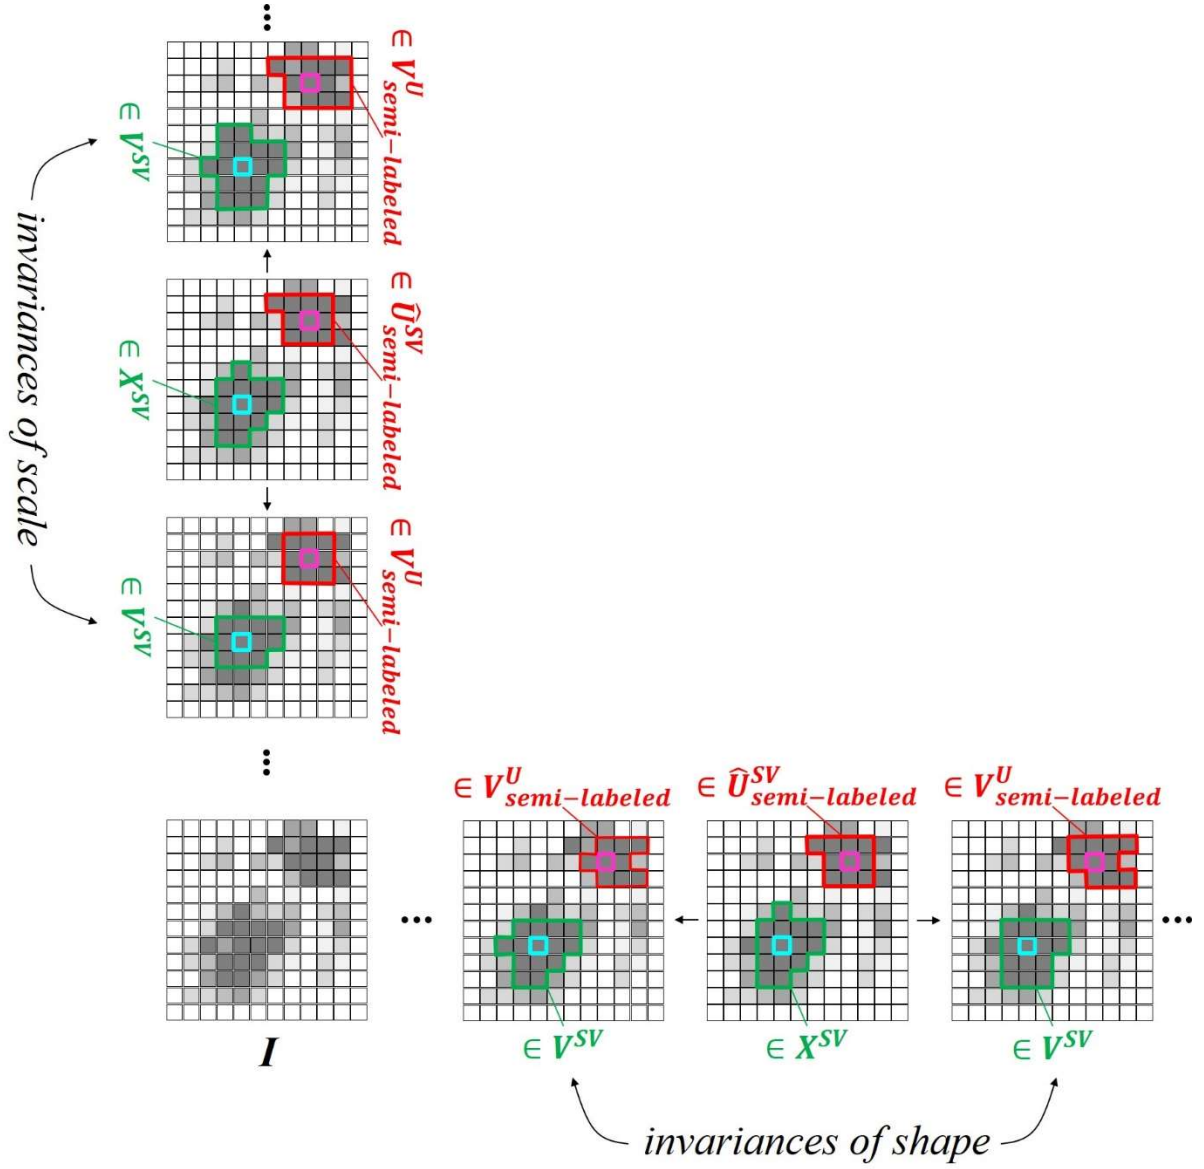 ∈ V^U_semi−labeled
∈ V^SV
∈ Û^SV_semi−labeled
∈ X^SV
invariances of scale
∈ V^U_semi−labeled
∈ V^SV
∈ V^U_semi−labeled
∈ Û^SV_semi−labeled
∈ V^U_semi−labeled
I
∈ V^SV
∈ X^SV
∈ V^SV
invariances of shape